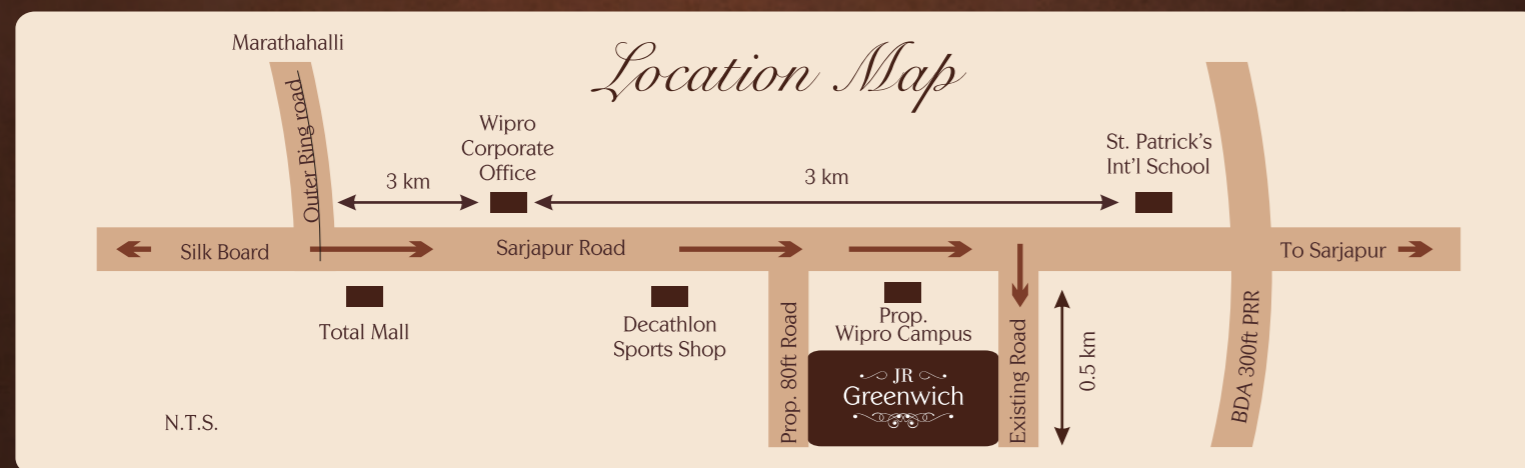 Marathahalli
Location Map
Outer Ring road
Wipro
Corporate
Office
3 km
3 km
St. Patrick's
Int'l School
Silk Board
Sarjapur Road
To Sarjapur
Total Mall
Decathlon
Sports Shop
Prop. 80ft Road
Prop.
Wipro Campus
JR
Greenwich
Existing Road
0.5 km
BDA 300ft PRR
N.T.S.